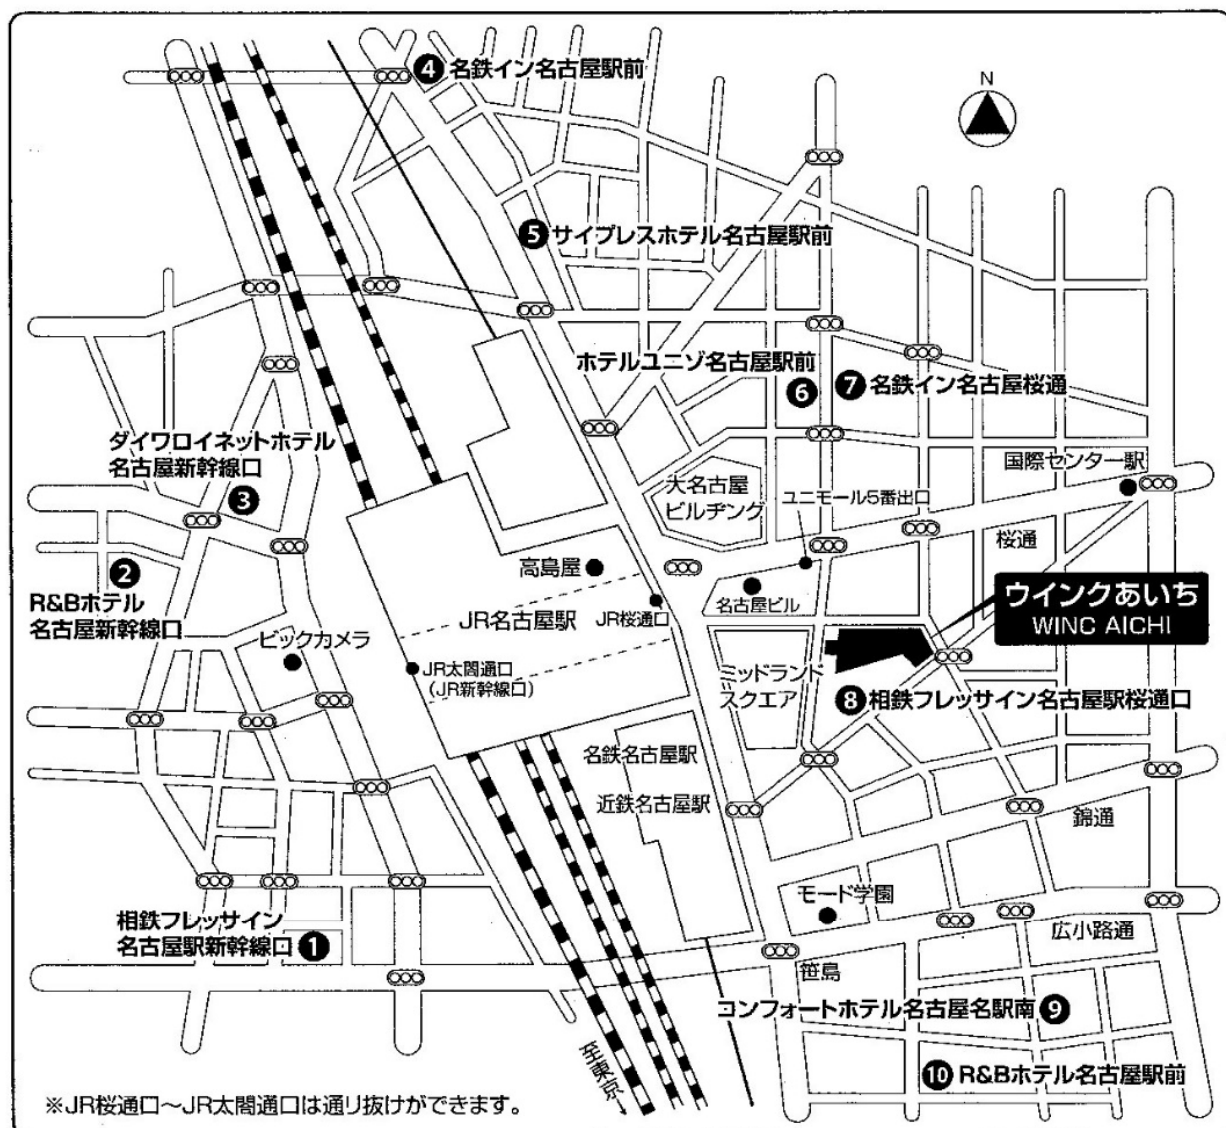 ❹ 名鉄イン名古屋駅前
N
❺ サイプレスホテル名古屋駅前
ホテルユニゾ名古屋駅前
❻
❼ 名鉄イン名古屋桜通
ダイワロイネットホテル
名古屋新幹線口
❸
国際センター駅
大名古屋
ビルヂング
ユニモール5番出口
桜通
❷
R&Bホテル
名古屋新幹線口
高島屋
JR名古屋駅
JR桜通口
名古屋ビル
ウインクあいち
WINC AICHI
ビックカメラ
JR太閤通口
(JR新幹線口)
ミッドランド
スクエア
❽ 相鉄フレッサイン名古屋駅桜通口
名鉄名古屋駅
近鉄名古屋駅
錦通
モード学園
相鉄フレッサイン
名古屋駅新幹線口 ❶
広小路通
笹島
コンフォートホテル名古屋名駅南 ❾
至東京→
❿ R&Bホテル名古屋駅前
※JR桜通口〜JR太閤通口は通り抜けができます。